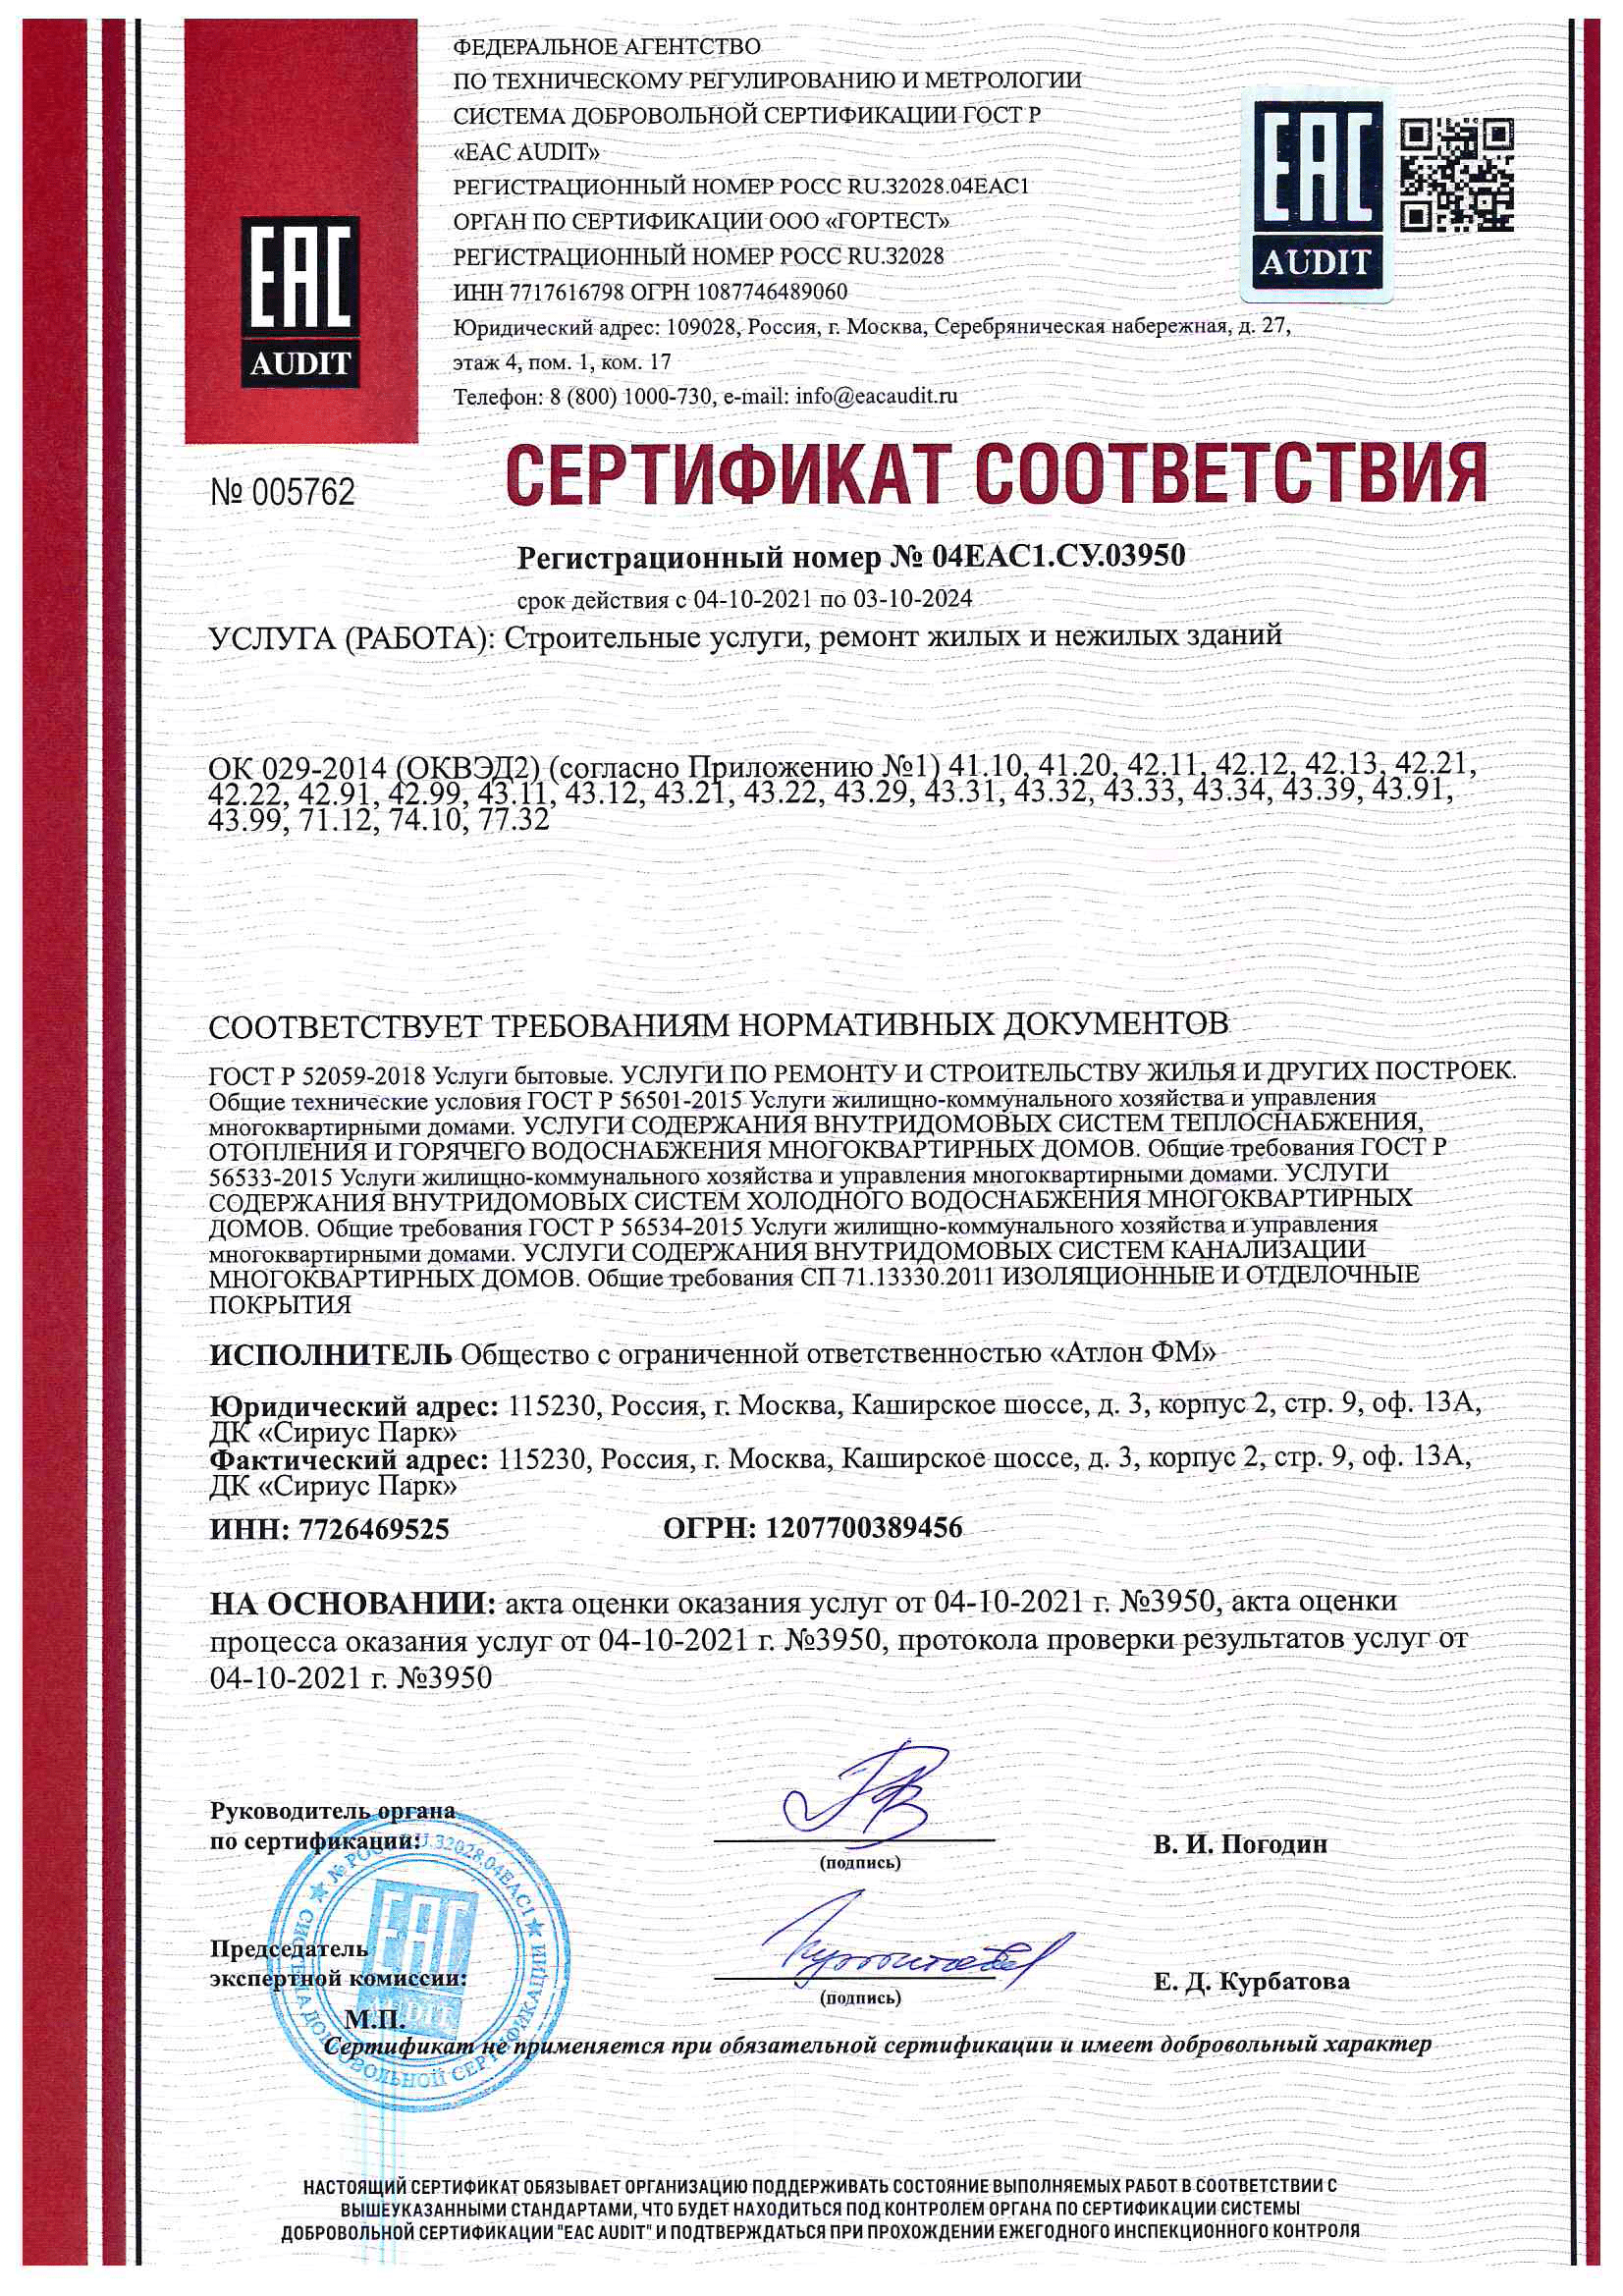 ФЕДЕРАЛЬНОЕ АГЕНТСТВО
ПО ТЕХНИЧЕСКОМУ РЕГУЛИРОВАНИЮ И МЕТРОЛОГИИ
СИСТЕМА ДОБРОВОЛЬНОЙ СЕРТИФИКАЦИИ ГОСТ Р
«EAC AUDIT»
РЕГИСТРАЦИОННЫЙ НОМЕР РОСС RU.32028.04ЕАС1
ОРГАН ПО СЕРТИФИКАЦИИ ООО «ГОРТЕСТ»
РЕГИСТРАЦИОННЫЙ НОМЕР РОСС RU.32028
ИНН 7717616798 ОГРН 1087746489060
Юридический адрес: 109028, Россия, г. Москва, Серебряническая набережная, д. 27,
этаж 4, пом. 1, ком. 17
Телефон: 8 (800) 1000-730, e-mail: info@eacaudit.ru
EAC
AUDIT
EAC
AUDIT
№ 005762
СЕРТИФИКАТ СООТВЕТСТВИЯ
Регистрационный номер № 04ЕАС1.СУ.03950
срок действия с 04-10-2021 по 03-10-2024
УСЛУГА (РАБОТА): Строительные услуги, ремонт жилых и нежилых зданий
ОК 029-2014 (ОКВЭД2) (согласно Приложению №1) 41.10, 41.20, 42.11, 42.12, 42.13, 42.21,
42.22, 42.91, 42.99, 43.11, 43.12, 43.21, 43.22, 43.29, 43.31, 43.32, 43.33, 43.34, 43.39, 43.91,
43.99, 71.12, 74.10, 77.32
СООТВЕТСТВУЕТ ТРЕБОВАНИЯМ НОРМАТИВНЫХ ДОКУМЕНТОВ
ГОСТ Р 52059-2018 Услуги бытовые. УСЛУГИ ПО РЕМОНТУ И СТРОИТЕЛЬСТВУ ЖИЛЬЯ И ДРУГИХ ПОСТРОЕК.
Общие технические условия ГОСТ Р 56501-2015 Услуги жилищно-коммунального хозяйства и управления
многоквартирными домами. УСЛУГИ СОДЕРЖАНИЯ ВНУТРИДОМОВЫХ СИСТЕМ ТЕПЛОСНАБЖЕНИЯ,
ОТОПЛЕНИЯ И ГОРЯЧЕГО ВОДОСНАБЖЕНИЯ МНОГОКВАРТИРНЫХ ДОМОВ. Общие требования ГОСТ Р
56533-2015 Услуги жилищно-коммунального хозяйства и управления многоквартирными домами. УСЛУГИ
СОДЕРЖАНИЯ ВНУТРИДОМОВЫХ СИСТЕМ ХОЛОДНОГО ВОДОСНАБЖЕНИЯ МНОГОКВАРТИРНЫХ
ДОМОВ. Общие требования ГОСТ Р 56534-2015 Услуги жилищно-коммунального хозяйства и управления
многоквартирными домами. УСЛУГИ СОДЕРЖАНИЯ ВНУТРИДОМОВЫХ СИСТЕМ КАНАЛИЗАЦИИ
МНОГОКВАРТИРНЫХ ДОМОВ. Общие требования СП 71.13330.2011 ИЗОЛЯЦИОННЫЕ И ОТДЕЛОЧНЫЕ
ПОКРЫТИЯ
ИСПОЛНИТЕЛЬ Общество с ограниченной ответственностью «Атлон ФМ»
Юридический адрес: 115230, Россия, г. Москва, Каширское шоссе, д. 3, корпус 2, стр. 9, оф. 13А,
ДК «Сириус Парк»
Фактический адрес: 115230, Россия, г. Москва, Каширское шоссе, д. 3, корпус 2, стр. 9, оф. 13А,
ДК «Сириус Парк»
ИНН: 7726469525 ОГРН: 1207700389456
НА ОСНОВАНИИ: акта оценки оказания услуг от 04-10-2021 г. №3950, акта оценки
процесса оказания услуг от 04-10-2021 г. №3950, протокола проверки результатов услуг от
04-10-2021 г. №3950
Руководитель органа
по сертификации:
(подпись)
В. И. Погодин
Председатель
экспертной комиссии:
(подпись)
Е. Д. Курбатова
М.П.
№ РОСС RU.32028.04ЕАС1 ★ СИСТЕМА ДОБРОВОЛЬНОЙ СЕРТИФИКАЦИИ ★
EAC
AUDIT
Сертификат не применяется при обязательной сертификации и имеет добровольный характер
НАСТОЯЩИЙ СЕРТИФИКАТ ОБЯЗЫВАЕТ ОРГАНИЗАЦИЮ ПОДДЕРЖИВАТЬ СОСТОЯНИЕ ВЫПОЛНЯЕМЫХ РАБОТ В СООТВЕТСТВИИ С
ВЫШЕУКАЗАННЫМИ СТАНДАРТАМИ, ЧТО БУДЕТ НАХОДИТЬСЯ ПОД КОНТРОЛЕМ ОРГАНА ПО СЕРТИФИКАЦИИ СИСТЕМЫ
ДОБРОВОЛЬНОЙ СЕРТИФИКАЦИИ "EAC AUDIT" И ПОДТВЕРЖДАТЬСЯ ПРИ ПРОХОЖДЕНИИ ЕЖЕГОДНОГО ИНСПЕКЦИОННОГО КОНТРОЛЯ